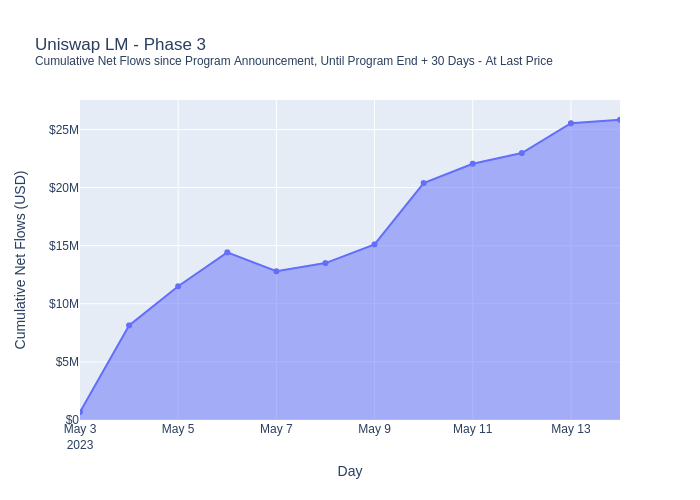 Uniswap LM - Phase 3
Cumulative Net Flows since Program Announcement, Until Program End + 30 Days - At Last Price
Cumulative Net Flows (USD)
$25M
$20M
$15M
$10M
$5M
$0
May 3
2023
May 5
May 7
May 9
May 11
May 13
Day